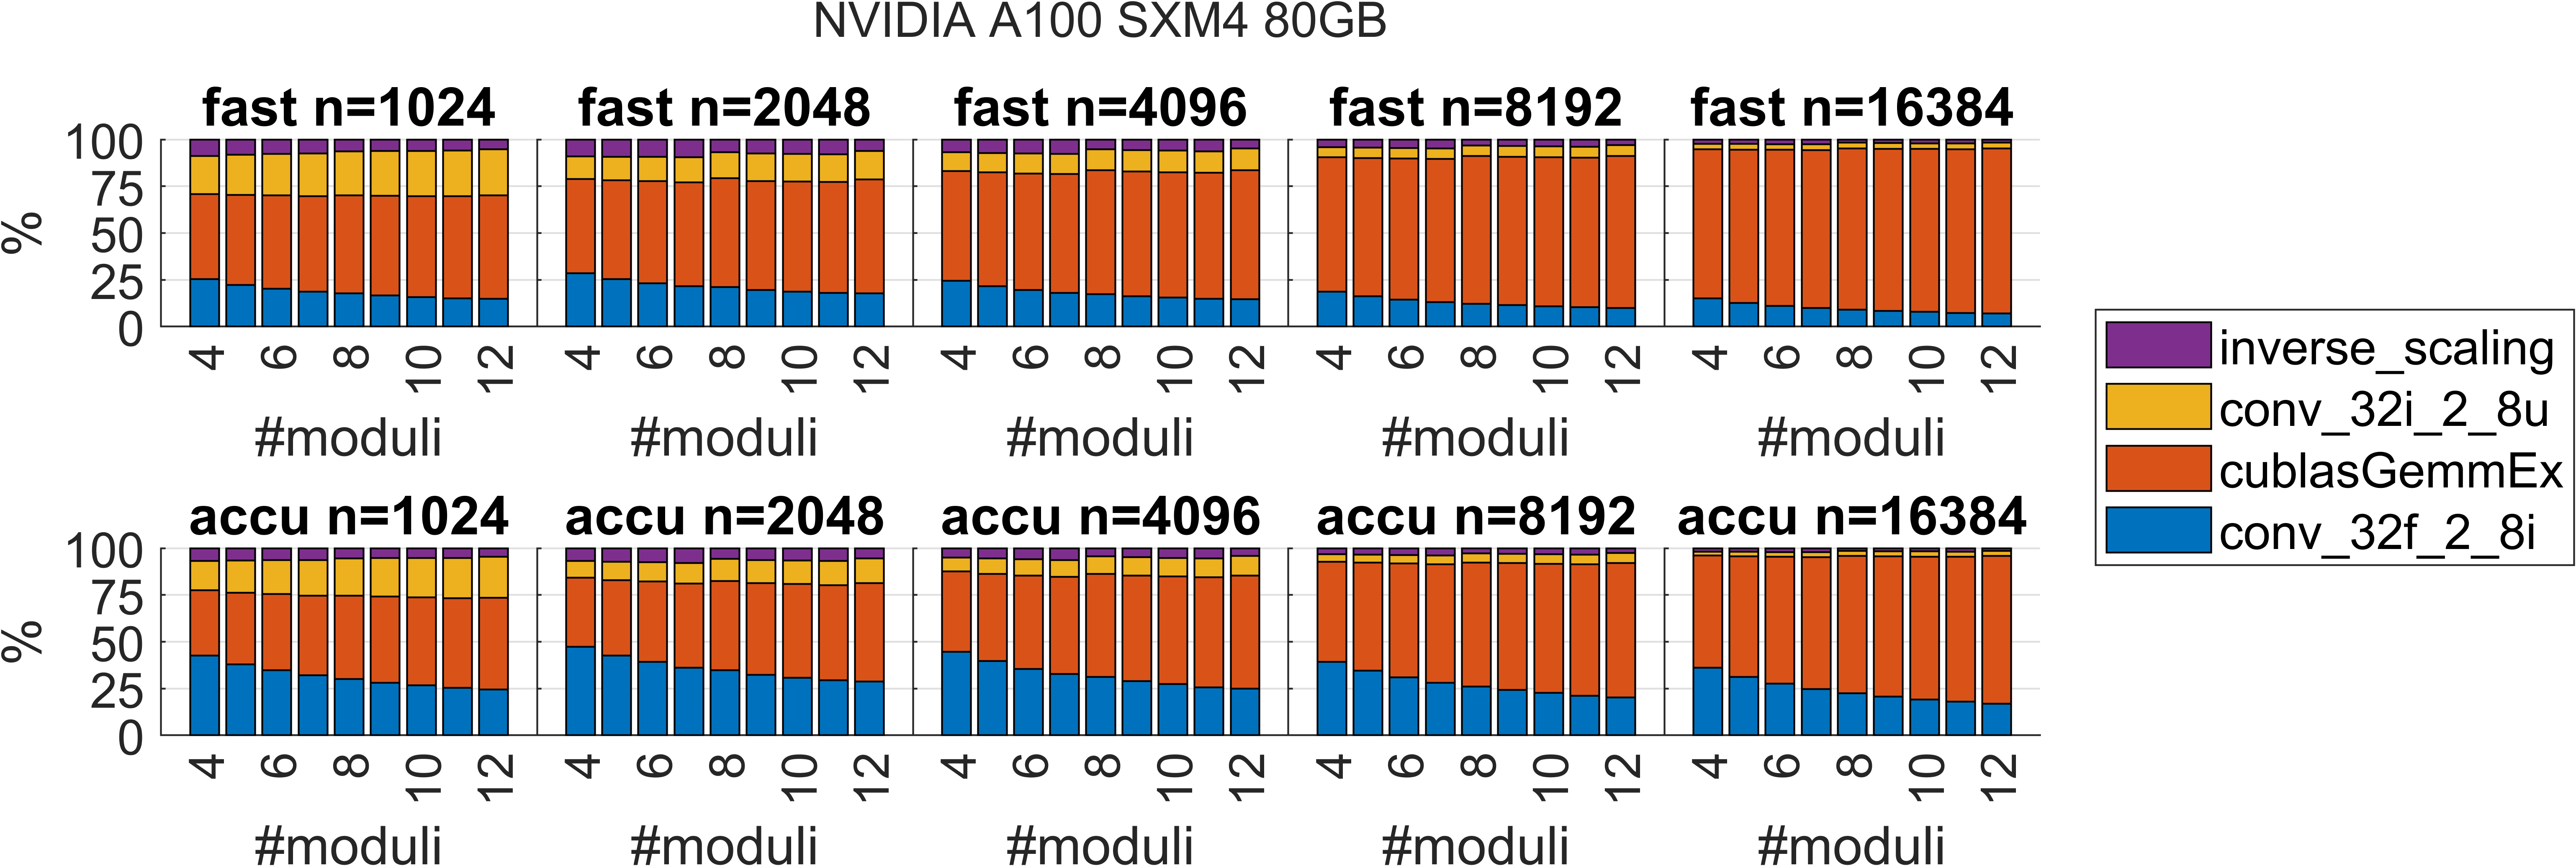 NVIDIA A100 SXM4 80GB
fast n=1024 fast n=2048 fast n=4096 fast n=8192 fast n=16384
100
75
50
25
0
%
4 6 8 10 12 4 6 8 10 12 4 6 8 10 12 4 6 8 10 12 4 6 8 10 12
#moduli #moduli #moduli #moduli #moduli
accu n=1024 accu n=2048 accu n=4096 accu n=8192 accu n=16384
100
75
50
25
0
%
4 6 8 10 12 4 6 8 10 12 4 6 8 10 12 4 6 8 10 12 4 6 8 10 12
#moduli #moduli #moduli #moduli #moduli
inverse_scaling
conv_32i_2_8u
cublasGemmEx
conv_32f_2_8i